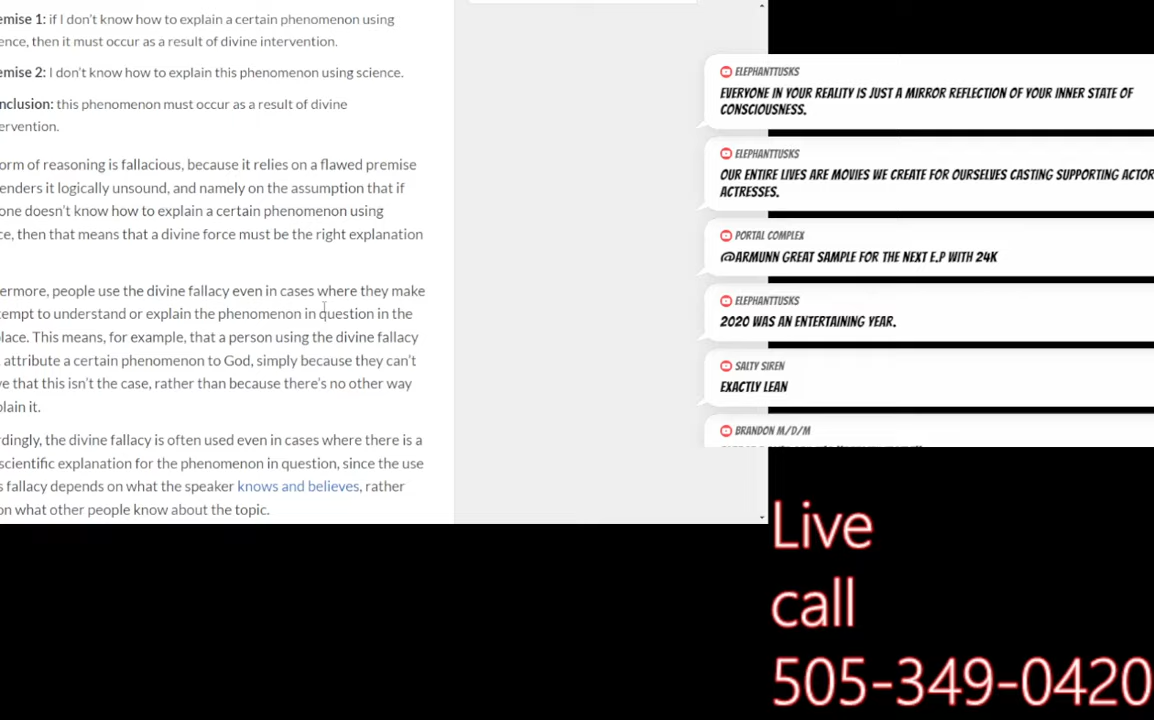 emise 1: if I don't know how to explain a certain phenomenon using
ence, then it must occur as a result of divine intervention.
emise 2: I don't know how to explain this phenomenon using science.
nclusion: this phenomenon must occur as a result of divine
ervention.
orm of reasoning is fallacious, because it relies on a flawed premise
enders it logically unsound, and namely on the assumption that if
one doesn't know how to explain a certain phenomenon using
ce, then that means that a divine force must be the right explanation
ermore, people use the divine fallacy even in cases where they make
tempt to understand or explain the phenomenon in question in the
lace. This means, for example, that a person using the divine fallacy
attribute a certain phenomenon to God, simply because they can't
ve that this isn't the case, rather than because there's no other way
plain it.
rdingly, the divine fallacy is often used even in cases where there is a
scientific explanation for the phenomenon in question, since the use
s fallacy depends on what the speaker knows and believes, rather
on what other people know about the topic.
ELEPHANTTUSKS
EVERYONE IN YOUR REALITY IS JUST A MIRROR REFLECTION OF YOUR INNER STATE OF
CONSCIOUSNESS.
ELEPHANTTUSKS
OUR ENTIRE LIVES ARE MOVIES WE CREATE FOR OURSELVES CASTING SUPPORTING ACTOR
ACTRESSES.
PORTAL COMPLEX
@ARMUNN GREAT SAMPLE FOR THE NEXT E.P WITH 24K
ELEPHANTTUSKS
2020 WAS AN ENTERTAINING YEAR.
SALTY SIREN
EXACTLY LEAN
BRANDON M/D/M
Live
call
505-349-0420